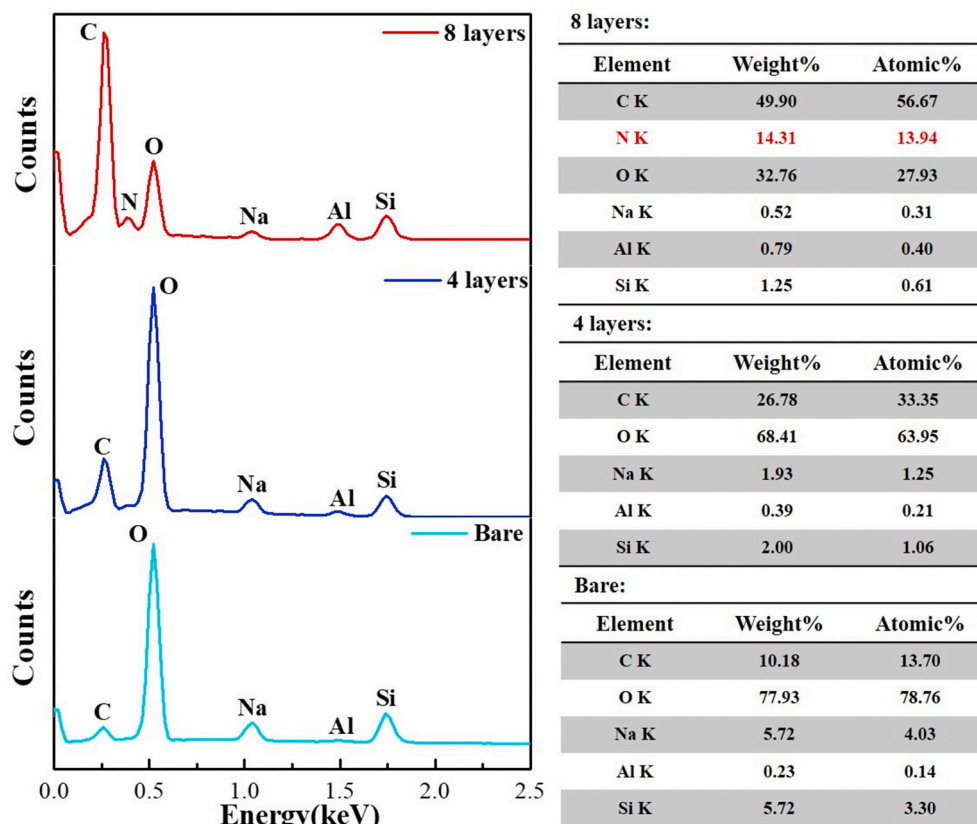 C
8 layers
Counts
N
O
Na
Al
Si
4 layers
O
Counts
C
Na
Al
Si
Bare
O
Counts
C
Na
Al
Si
0.0 0.5 1.0 1.5 2.0 2.5
Energy(keV)
8 layers:
Element Weight% Atomic%
C K 49.90 56.67
N K 14.31 13.94
O K 32.76 27.93
Na K 0.52 0.31
Al K 0.79 0.40
Si K 1.25 0.61
4 layers:
Element Weight% Atomic%
C K 26.78 33.35
O K 68.41 63.95
Na K 1.93 1.25
Al K 0.39 0.21
Si K 2.00 1.06
Bare:
Element Weight% Atomic%
C K 10.18 13.70
O K 77.93 78.76
Na K 5.72 4.03
Al K 0.23 0.14
Si K 5.72 3.30